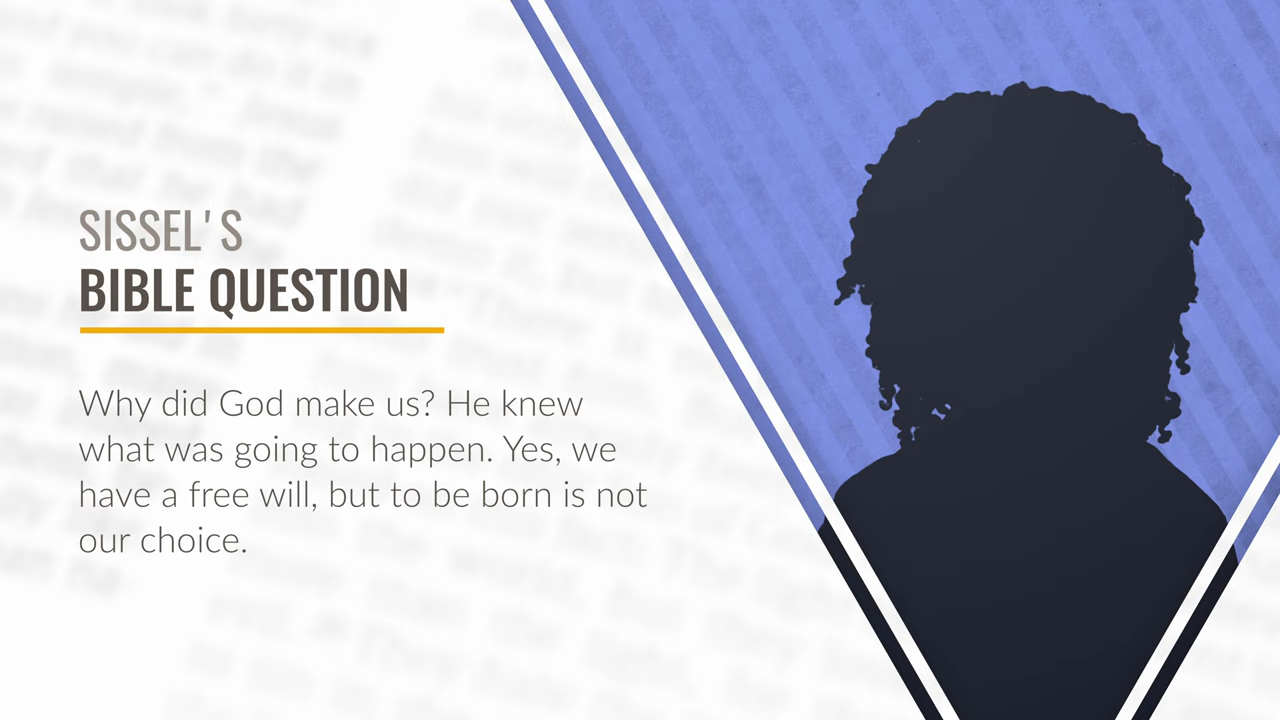 SISSEL'S
BIBLE QUESTION
Why did God make us? He knew
what was going to happen. Yes, we
have a free will, but to be born is not
our choice.